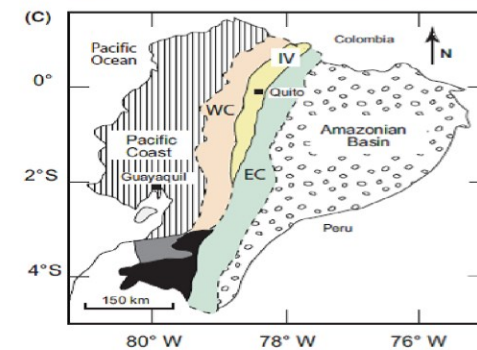 (C)
Pacific
Ocean
Colombia
N
IV
0°
Quito
WC
Pacific
Coast
Amazonian
Basin
Guayaquil
EC
2°S
Peru
4°S
150 km
80° W
78° W
76° W